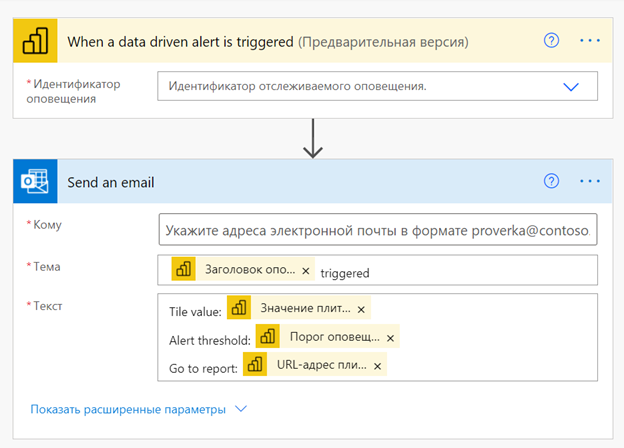 When a data driven alert is triggered (Предварительная версия)
* Идентификатор
оповещения
Идентификатор отслеживаемого оповещения.
Send an email
* Кому
Укажите адреса электронной почты в формате proverka@contoso.
* Тема
Заголовок опо... × triggered
* Текст
Tile value: Значение плит... ×
Alert threshold: Порог оповещ... ×
Go to report: URL-адрес пли... ×
Показать расширенные параметры